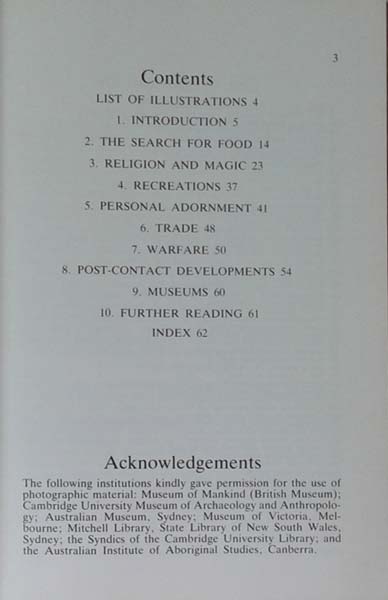 3
Contents
LIST OF ILLUSTRATIONS 4
1. INTRODUCTION 5
2. THE SEARCH FOR FOOD 14
3. RELIGION AND MAGIC 23
4. RECREATIONS 37
5. PERSONAL ADORNMENT 41
6. TRADE 48
7. WARFARE 50
8. POST-CONTACT DEVELOPMENTS 54
9. MUSEUMS 60
10. FURTHER READING 61
INDEX 62
Acknowledgements
The following institutions kindly gave permission for the use of
photographic material: Museum of Mankind (British Museum);
Cambridge University Museum of Archaeology and Anthropolo-
gy; Australian Museum, Sydney; Museum of Victoria, Mel-
bourne; Mitchell Library, State Library of New South Wales,
Sydney; the Syndics of the Cambridge University Library; and
the Australian Institute of Aboriginal Studies, Canberra.